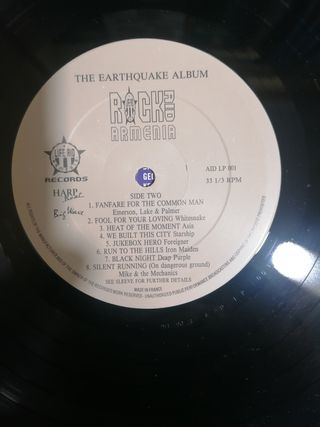 THE EARTHQUAKE ALBUM
ROCK AID
ARMENIA
LIFE AID
RECORDS
HARP
Big Wave
GEI
AID LP 001
33 1/3 RPM
SIDE TWO
1. FANFARE FOR THE COMMON MAN
Emerson, Lake & Palmer
2. FOOL FOR YOUR LOVING Whitesnake
3. HEAT OF THE MOMENT Asia
4. WE BUILT THIS CITY Starship
5. JUKEBOX HERO Foreigner
6. RUN TO THE HILLS Iron Maiden
7. BLACK NIGHT Deep Purple
8. SILENT RUNNING (On dangerous ground)
Mike & the Mechanics
SEE SLEEVE FOR FURTHER DETAILS
MADE IN FRANCE